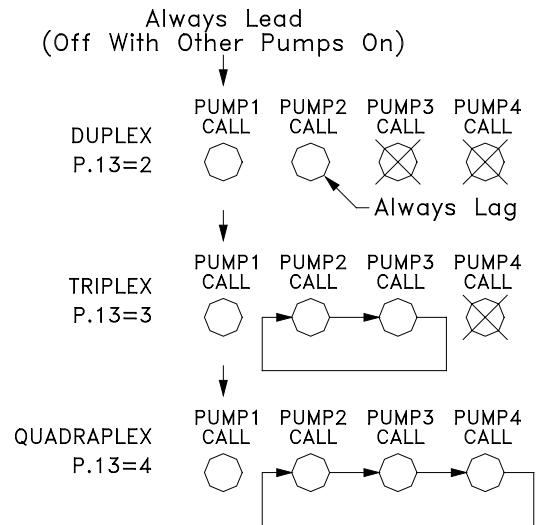 Always Lead
(Off With Other Pumps On)
PUMP1 PUMP2 PUMP3 PUMP4
CALL CALL CALL CALL
DUPLEX
P.13=2
Always Lag
PUMP1 PUMP2 PUMP3 PUMP4
CALL CALL CALL CALL
TRIPLEX
P.13=3
PUMP1 PUMP2 PUMP3 PUMP4
CALL CALL CALL CALL
QUADRAPLEX
P.13=4